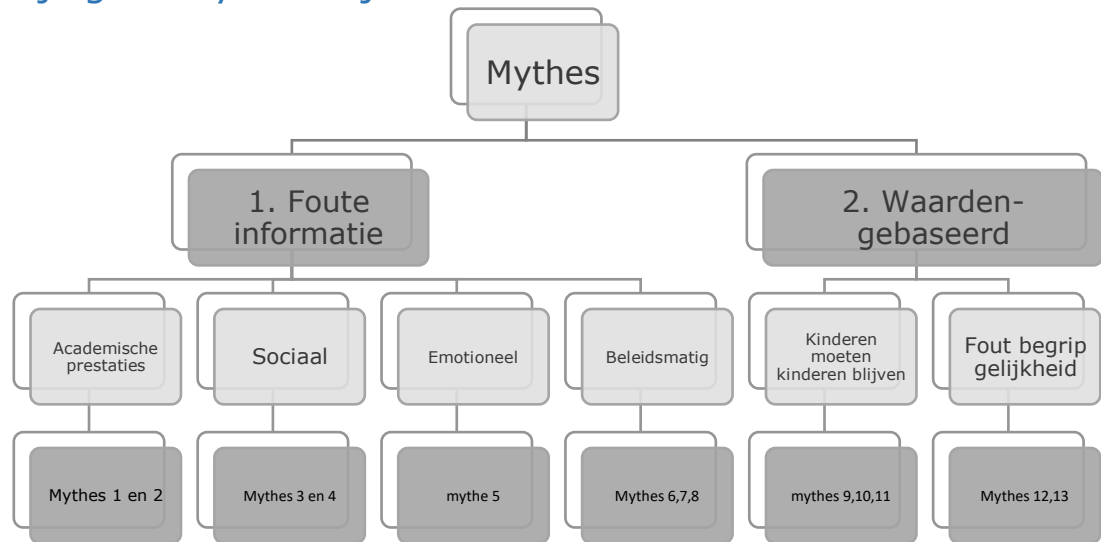 Mythes
1. Foute
informatie
2. Waarden-
gebaseerd
Academische
prestaties
Sociaal
Emotioneel
Beleidsmatig
Kinderen
moeten
kinderen blijven
Fout begrip
gelijkheid
Mythes 1 en 2
Mythes 3 en 4
mythe 5
Mythes 6,7,8
mythes 9,10,11
Mythes 12,13